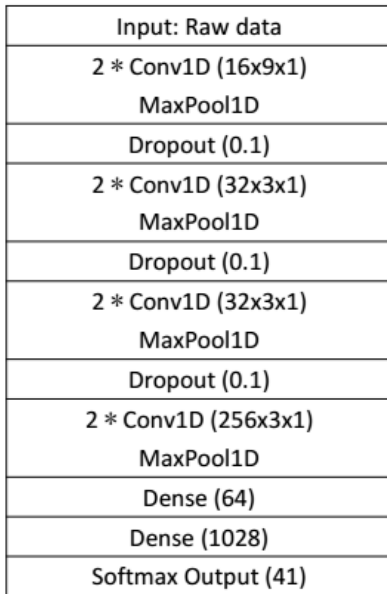 Input: Raw data
2 * Conv1D (16x9x1)
MaxPool1D
Dropout (0.1)
2 * Conv1D (32x3x1)
MaxPool1D
Dropout (0.1)
2 * Conv1D (32x3x1)
MaxPool1D
Dropout (0.1)
2 * Conv1D (256x3x1)
MaxPool1D
Dense (64)
Dense (1028)
Softmax Output (41)